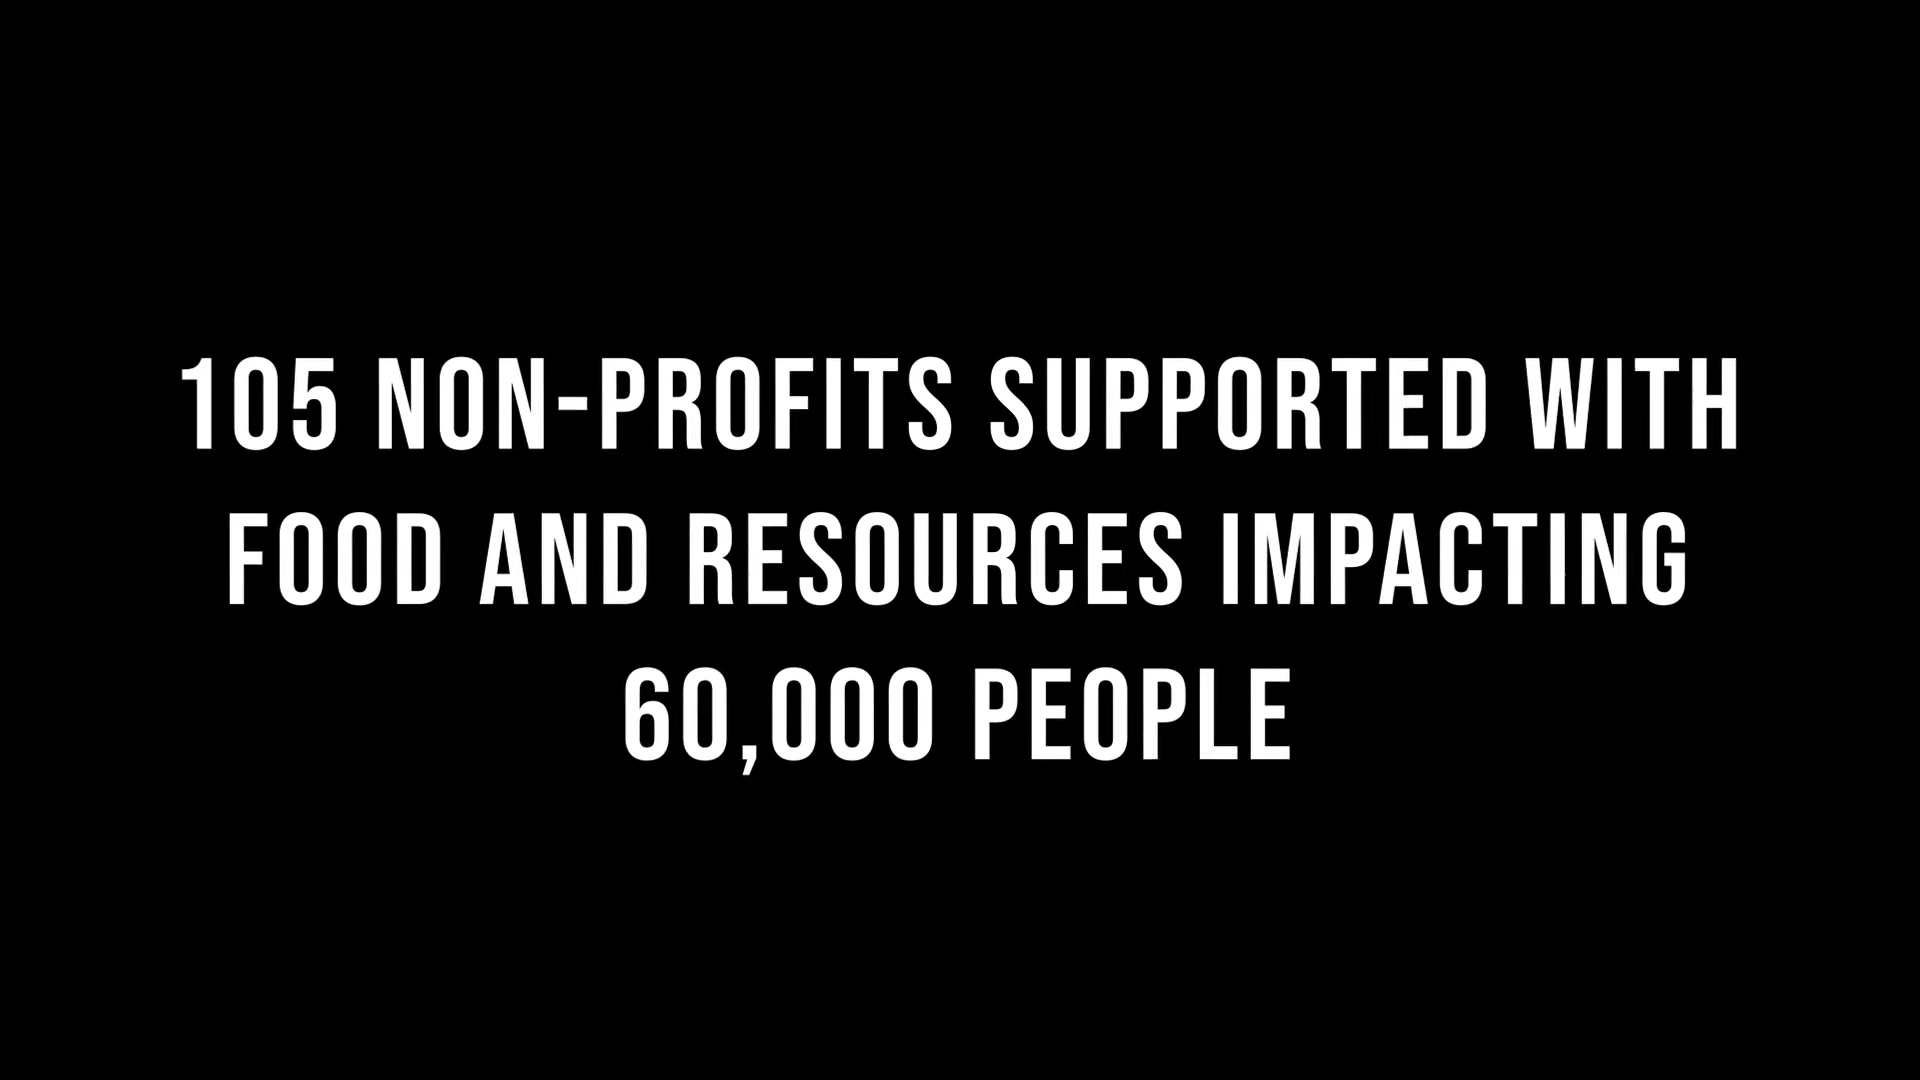 105 NON-PROFITS SUPPORTED WITH
FOOD AND RESOURCES IMPACTING
60,000 PEOPLE